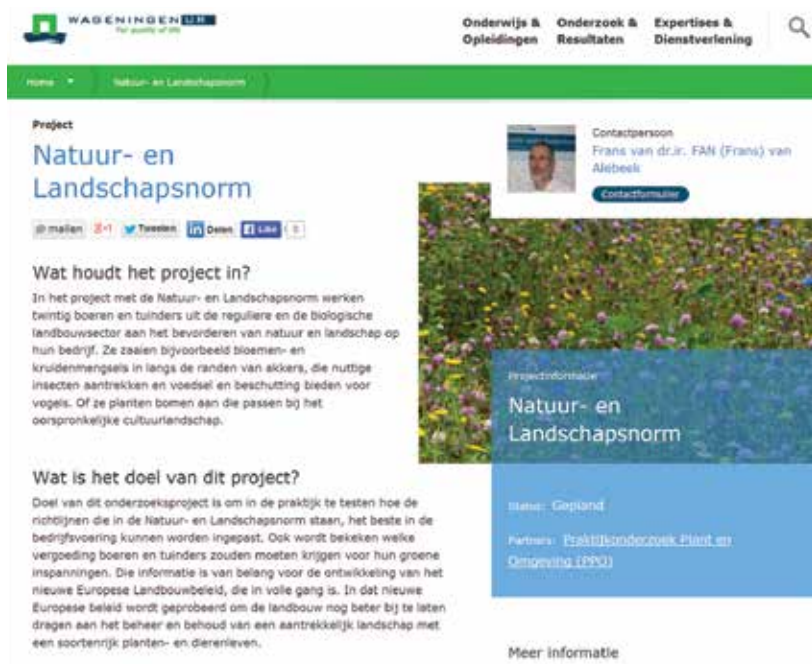 WAGENINGEN UR
For quality of life
Onderwijs & Opleidingen
Onderzoek & Resultaten
Expertises & Dienstverlening
Home
Natuur- en Landschapsnorm
Project
Natuur- en
Landschapsnorm
@ mailen
g+1
Tweeten
in Delen
f Like
0
Wat houdt het project in?
In het project met de Natuur- en Landschapsnorm werken
twintig boeren en tuinders uit de reguliere en de biologische
landbouwsector aan het bevorderen van natuur en landschap op
hun bedrijf. Ze zaaien bijvoorbeeld bloemen- en
kruidenmengsels in langs de randen van akkers, die nuttige
insecten aantrekken en voedsel en beschutting bieden voor
vogels. Of ze planten bomen aan die passen bij het
oorspronkelijke cultuurlandschap.
Wat is het doel van dit project?
Doel van dit onderzoeksproject is om in de praktijk te testen hoe de
richtlijnen die in de Natuur- en Landschapsnorm staan, het beste in de
bedrijfsvoering kunnen worden ingepast. Ook wordt bekeken welke
vergoeding boeren en tuinders zouden moeten krijgen voor hun groene
inspanningen. Die informatie is van belang voor de ontwikkeling van het
nieuwe Europese Landbouwbeleid, die in volle gang is. In dat nieuwe
Europese beleid wordt geprobeerd om de landbouw nog beter bij te laten
dragen aan het beheer en behoud van een aantrekkelijk landschap met
een soortenrijk planten- en dierenleven.
Contactpersoon
Frans van dr.ir. FAN (Frans) van
Alebeek
Contactformulier
Projectinformatie
Natuur- en
Landschapsnorm
Status: Gepland
Partners: Praktijkonderzoek Plant en
Omgeving (PPO)
Meer informatie